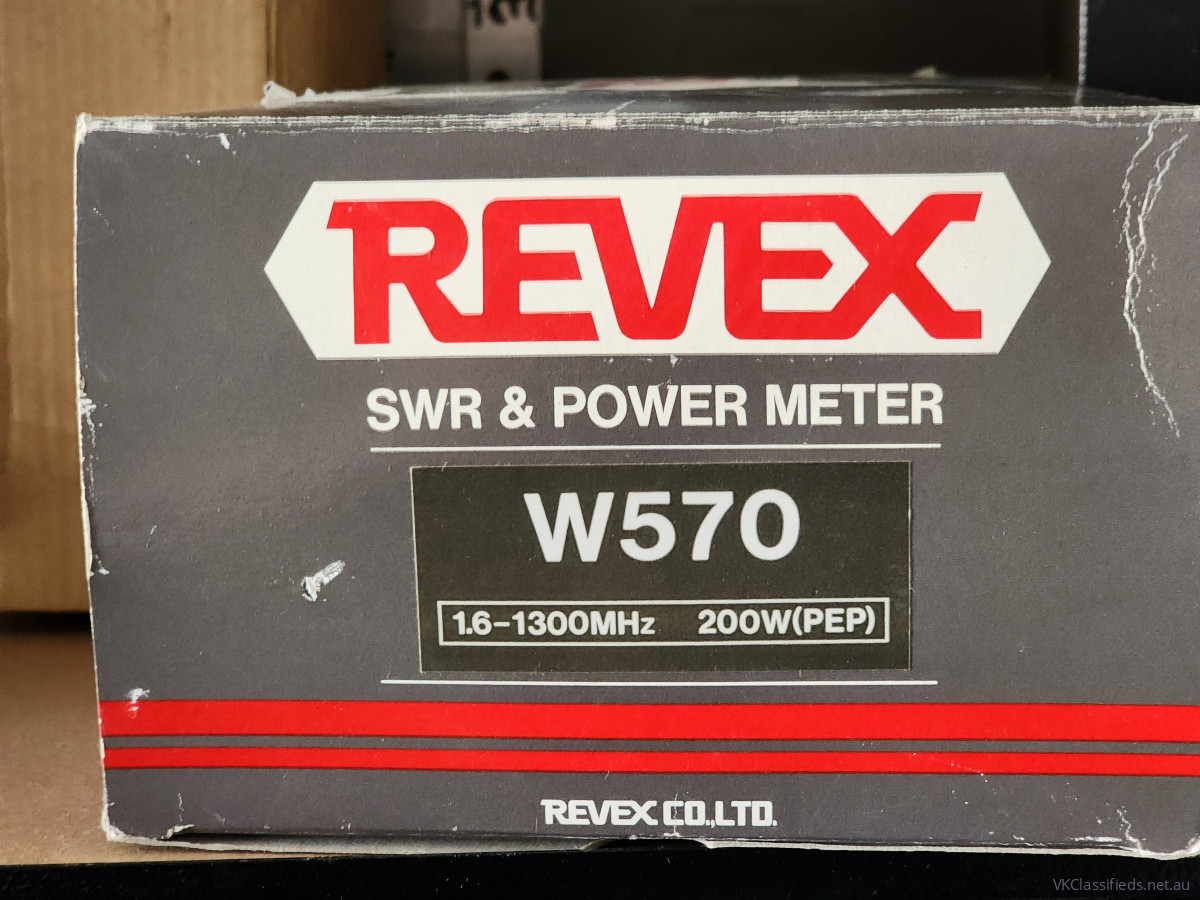 REVEX
SWR & POWER METER
W570
1.6-1300MHz 200W(PEP)
REVEX CO.,LTD.
VKClassifieds.net.au